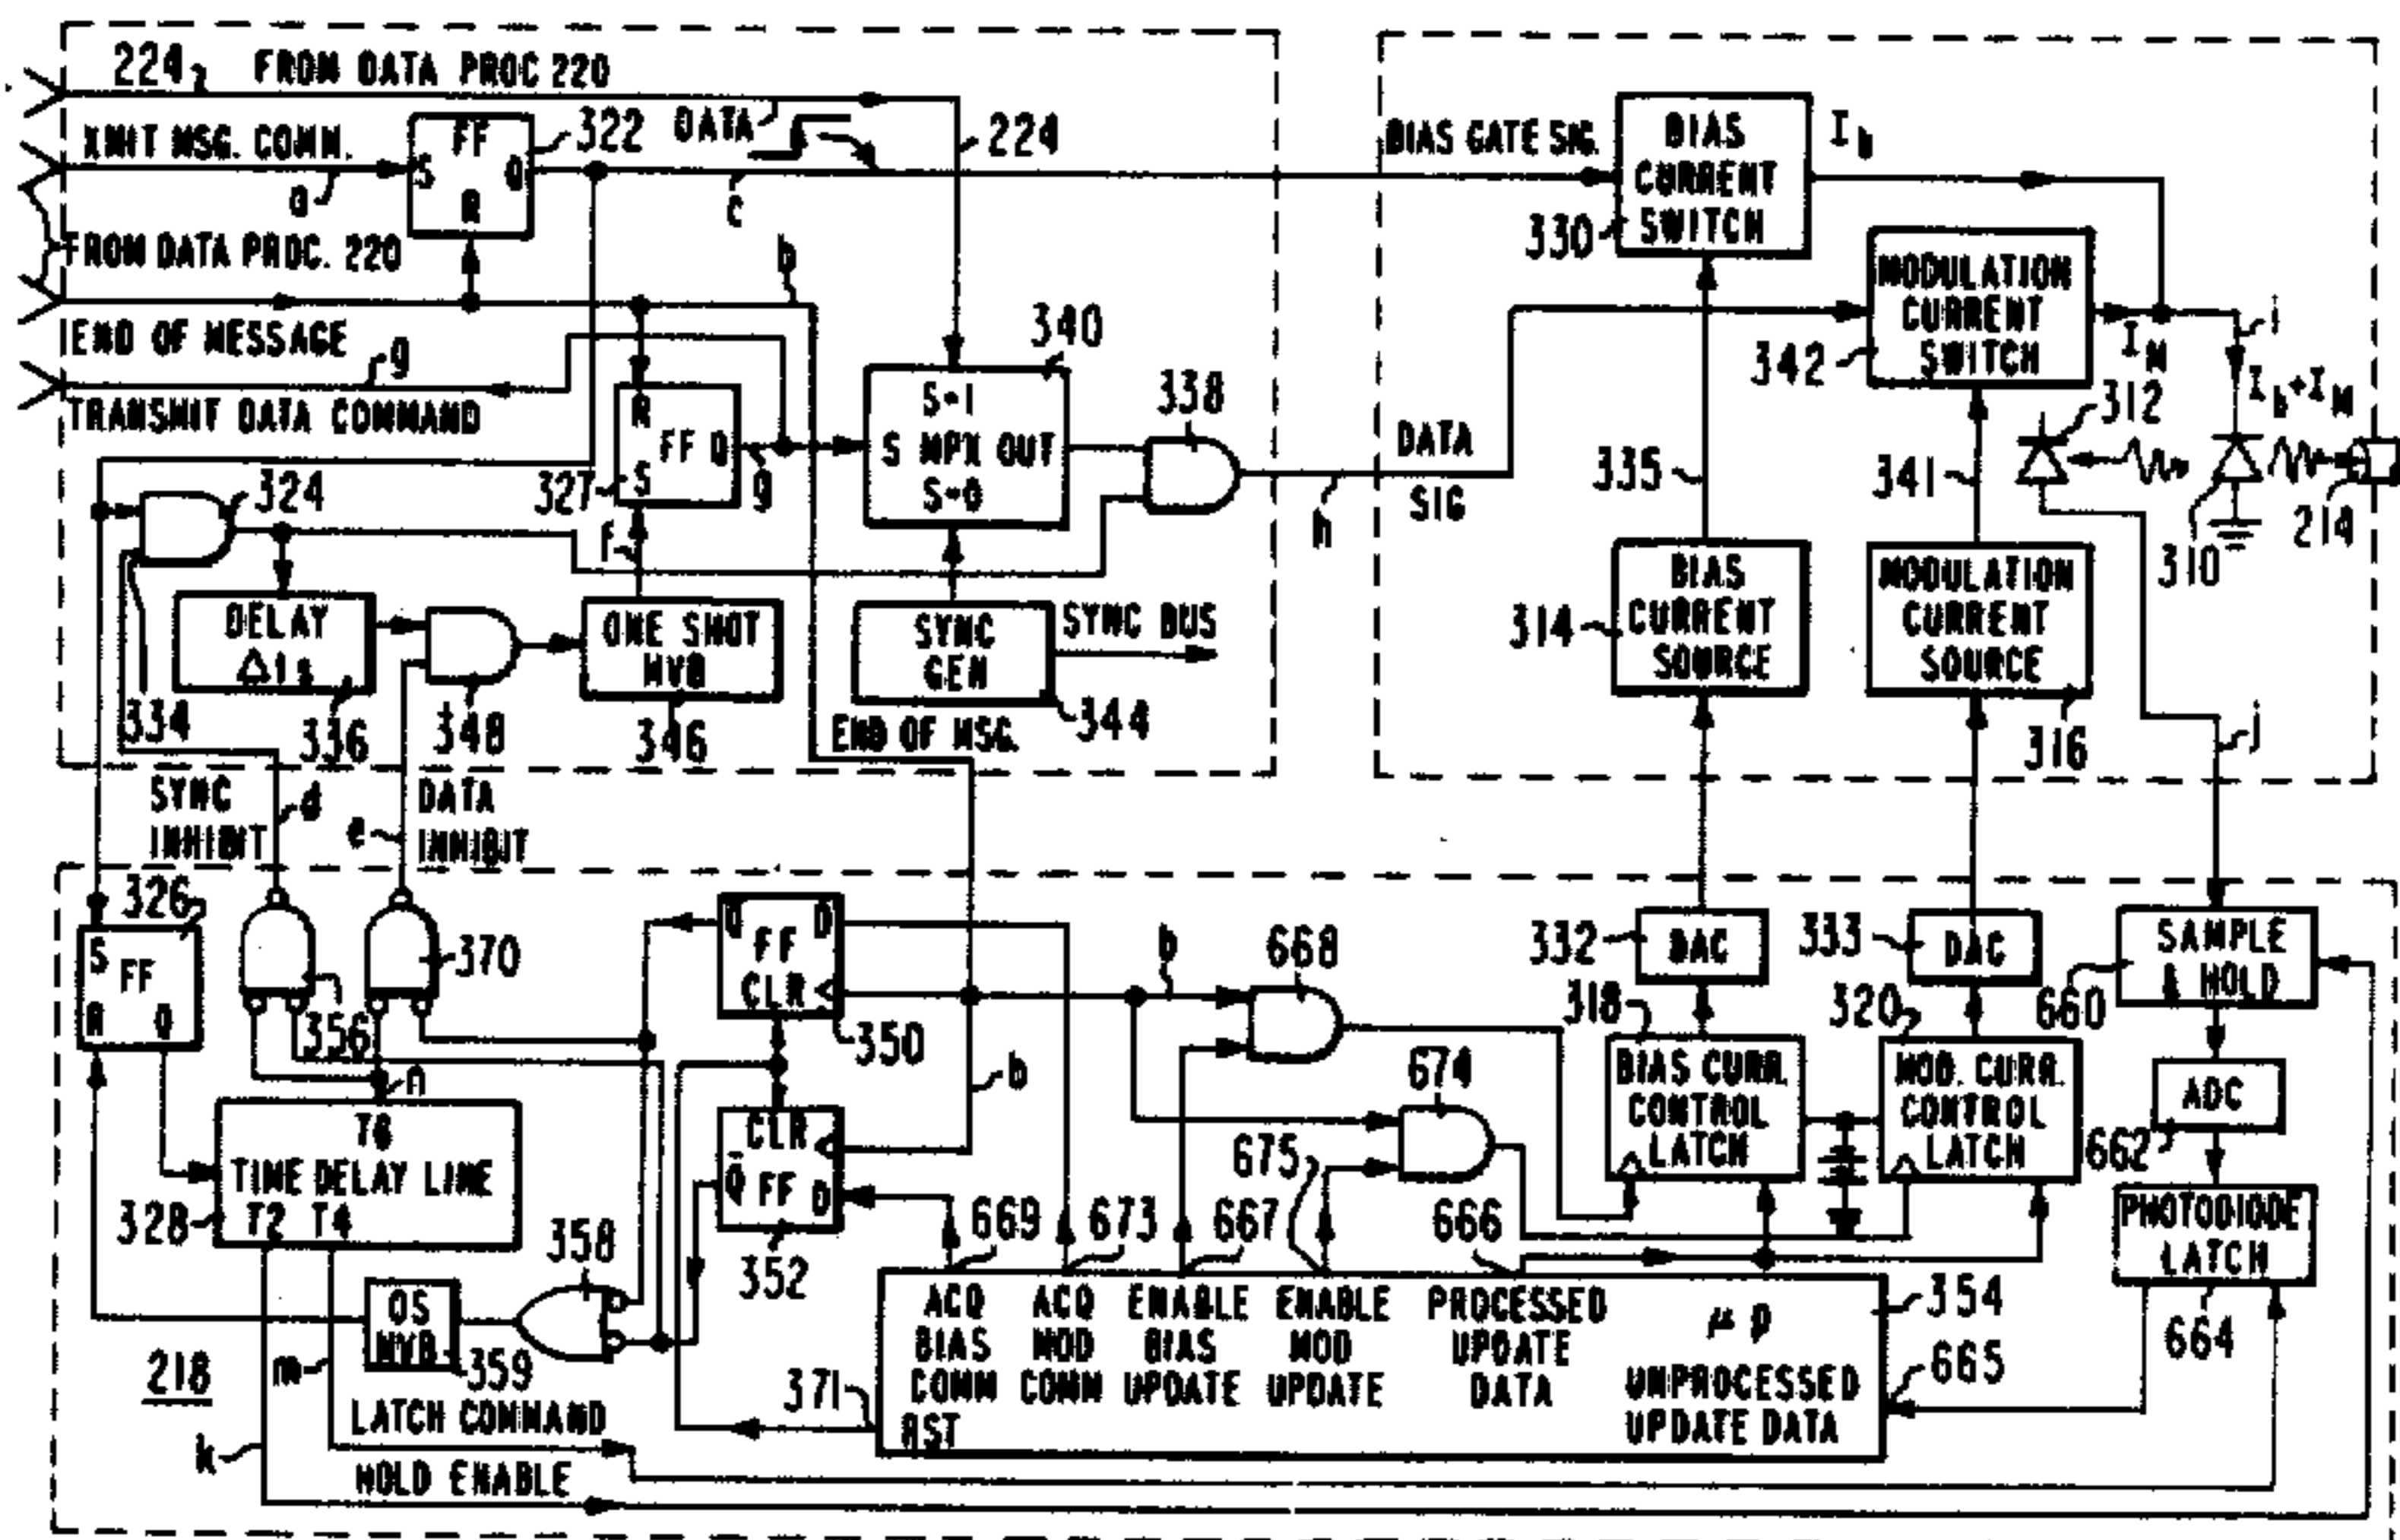 224 FROM DATA PROC 220
XMIT MSG. COMM.
a
FF
S Q
R
322
DATA
c
224
FROM DATA PROC. 220
b
END OF MESSAGE
g
TRANSMIT DATA COMMAND
R
FF Q
S
327
g
f
340
S=1
S MPX OUT
S=0
338
h
324
334
DELAY
Δts
336
348
ONE SHOT
MVB
346
SYNC
GEN
344
SYNC BUS
END OF MSG.
BIAS GATE SIG.
BIAS
CURRENT
SWITCH
330
Ib
MODULATION
CURRENT
SWITCH
342
IM
i
Ib+IM
312
310
214
DATA
SIG
335
341
BIAS
CURRENT
SOURCE
314
MODULATION
CURRENT
SOURCE
316
j
SYNC
INHIBIT
d
e
DATA
INHIBIT
326
S
FF
R Q
356
370
n
T6
TIME DELAY LINE
T2 T4
328
Q̄ D
FF
CLR
350
b
CLR
Q̄ FF D
352
358
OS
MVB
359
218
m
k
LATCH COMMAND
HOLD ENABLE
b
668
674
675
332
DAC
333
DAC
318
BIAS CURR.
CONTROL
LATCH
320
MOD. CURR.
CONTROL
LATCH
SAMPLE
& HOLD
660
ADC
662
PHOTODIODE
LATCH
664
665
669
673
667
666
354
371
ACQ
BIAS
COMM
ACQ
MOD
COMM
ENABLE
BIAS
UPDATE
ENABLE
MOD
UPDATE
PROCESSED
UPDATE
DATA
μp
UNPROCESSED
UPDATE DATA
RST